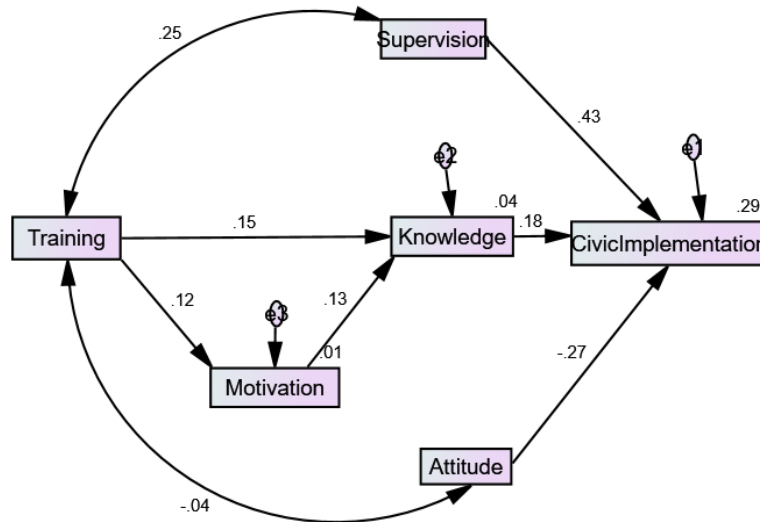 .25
Supervision
.43
e2
e1
.04
.29
Training
.15
Knowledge
.18
CivicImplementation
.12
e3
.13
.01
Motivation
-.27
Attitude
-.04